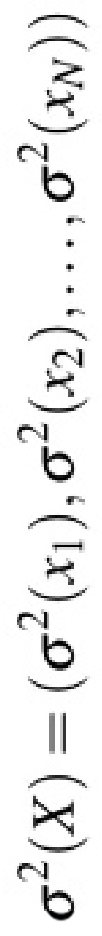 σ²(X) = (σ²(x₁), σ²(x₂), . . . , σ²(x_N))